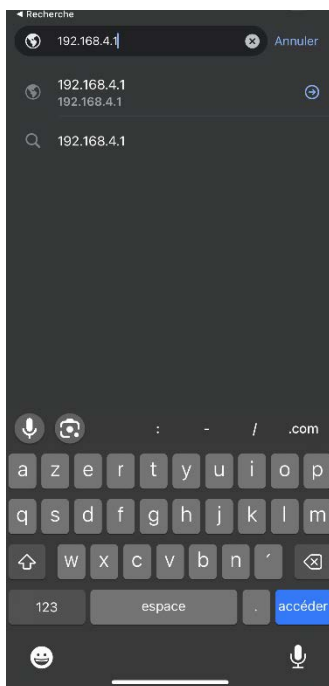 ◀ Recherche
192.168.4.1
Annuler
192.168.4.1
192.168.4.1
192.168.4.1
: - / .com
a z e r t y u i o p
q s d f g h j k l m
w x c v b n ´
123 espace . accéder